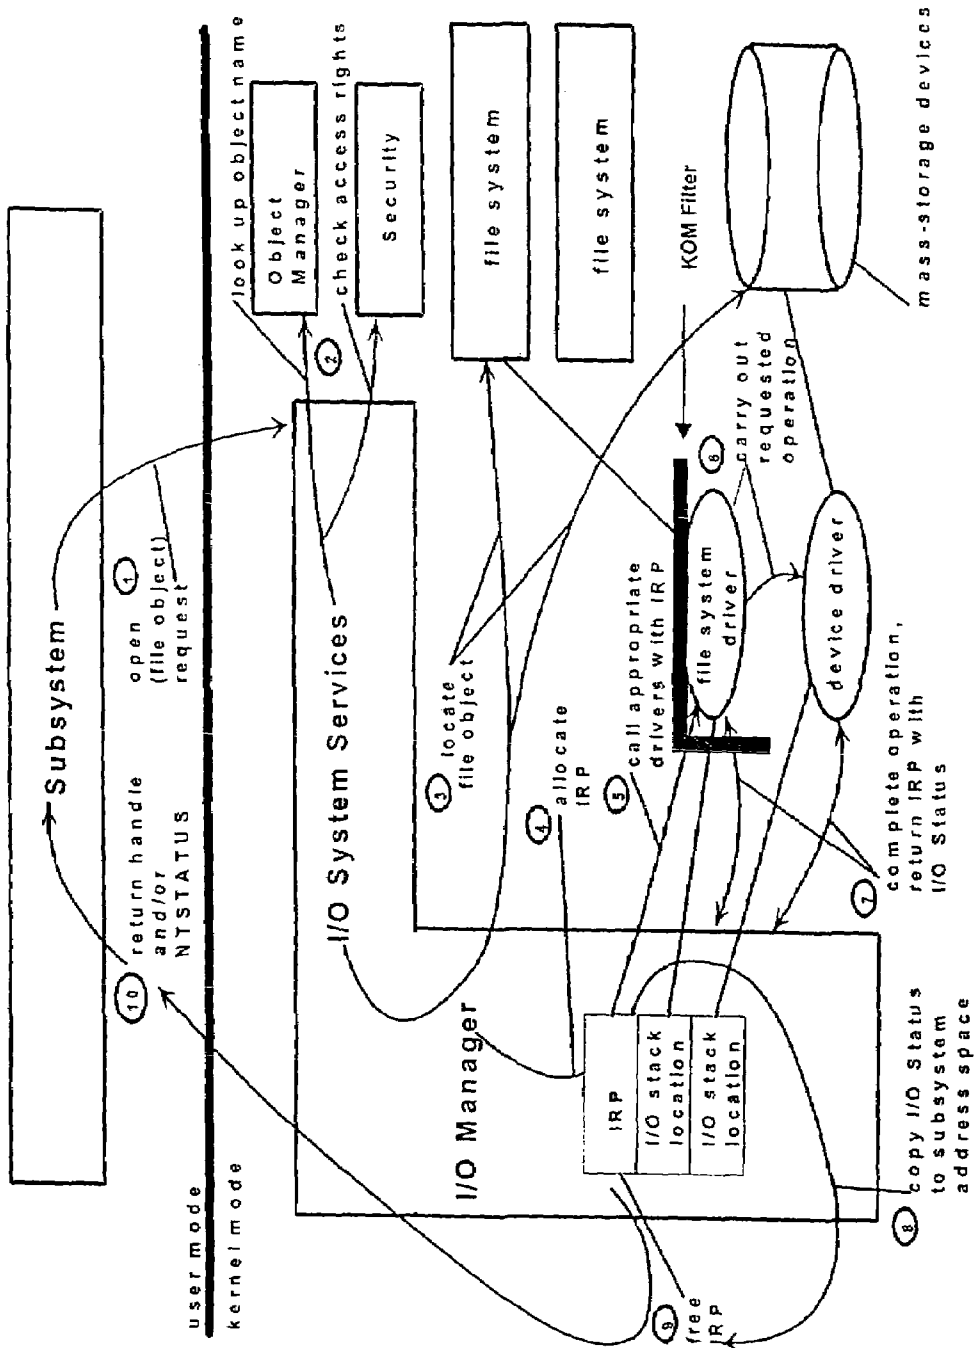 Subsystem
1
open
(file object)
request
10
return handle
and/or
NTSTATUS
user mode
kernel mode
look up object name
Object
Manager
2
check access rights
Security
I/O System Services
I/O Manager
3
locate
file object
file system
file system
4
allocate
IRP
5
call appropriate
drivers with IRP
KOM Filter
6
carry out
requested
operation
file system
driver
device driver
mass-storage devices
IRP
I/O stack
location
I/O stack
location
7
complete operation,
return IRP with
I/O Status
8
copy I/O Status
to subsystem
address space
9
free
IRP